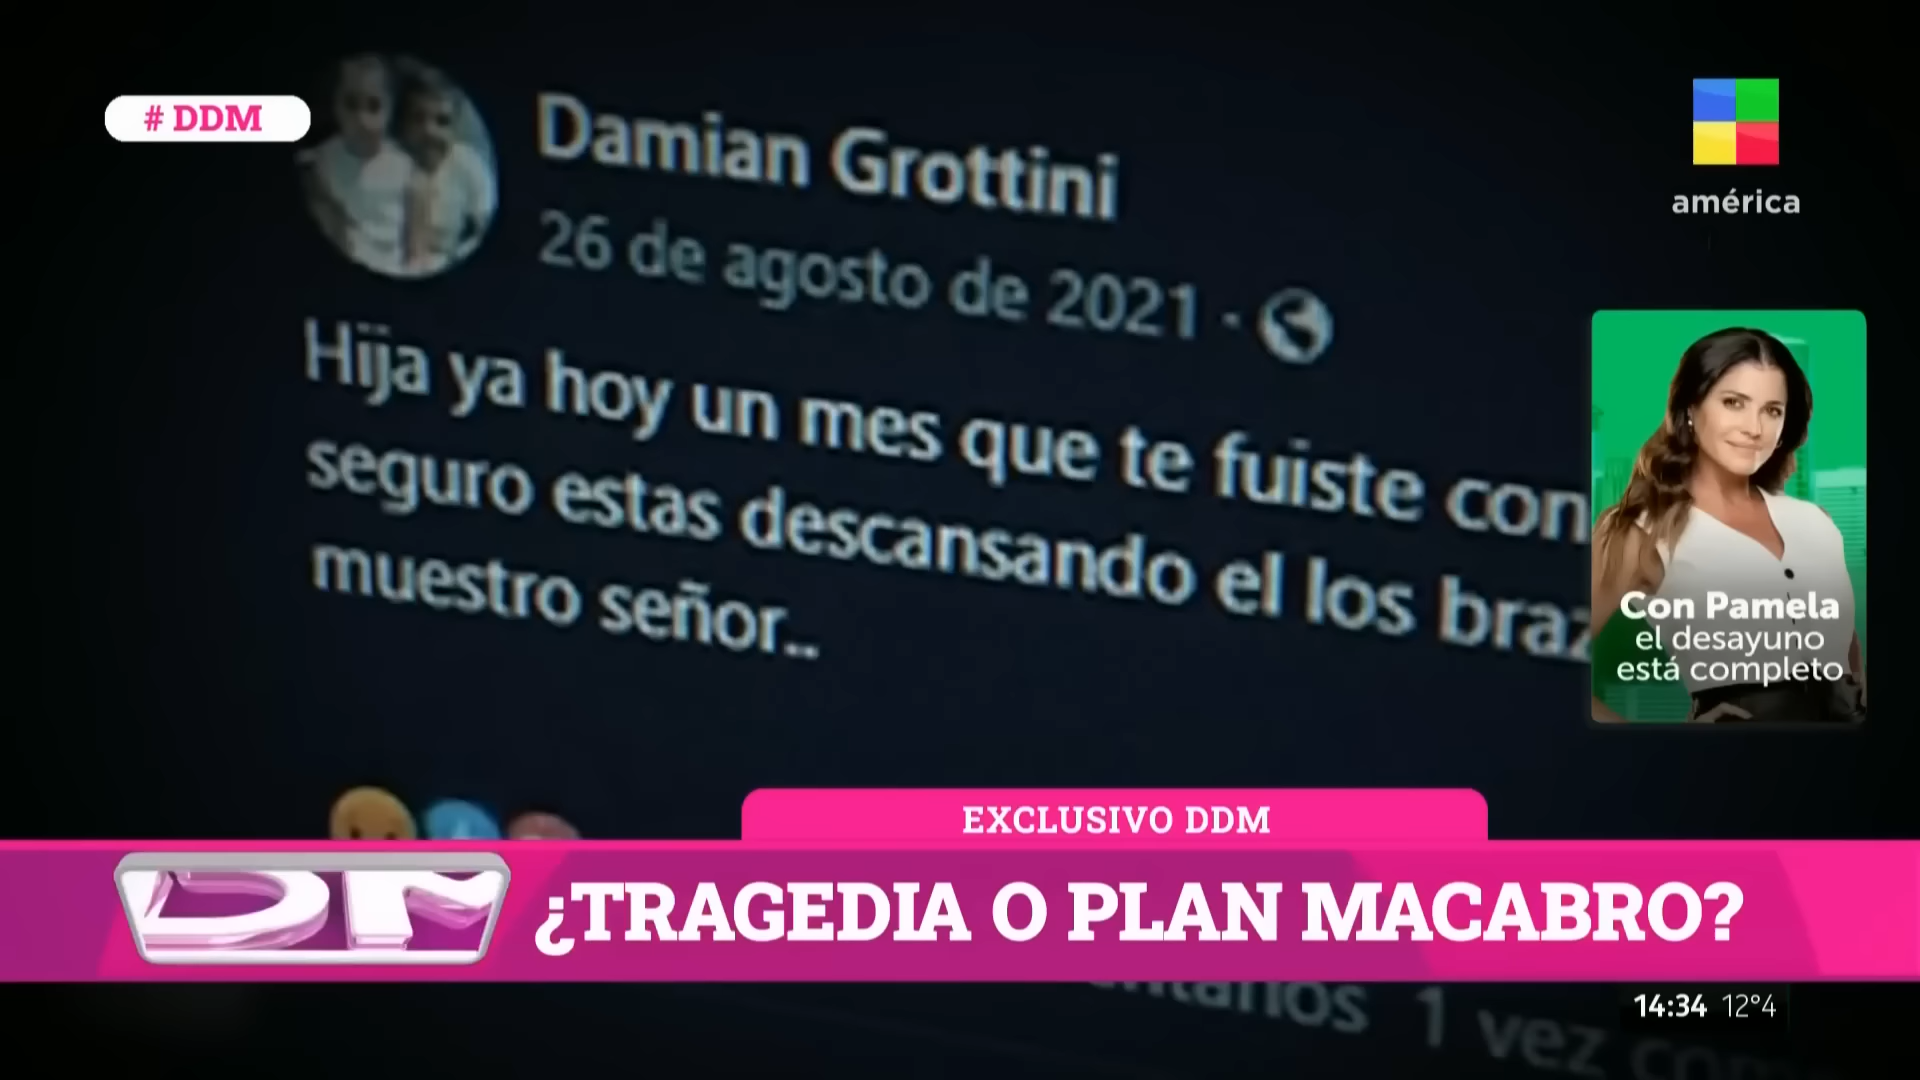 # DDM
américa
Damian Grottini
26 de agosto de 2021 ·
Hija ya hoy un mes que te fuiste con
seguro estas descansando el los
muestro señor..
Con Pamela
el desayuno
está completo
EXCLUSIVO DDM
¿TRAGEDIA O PLAN MACABRO?
1 vez
14:34 12°4